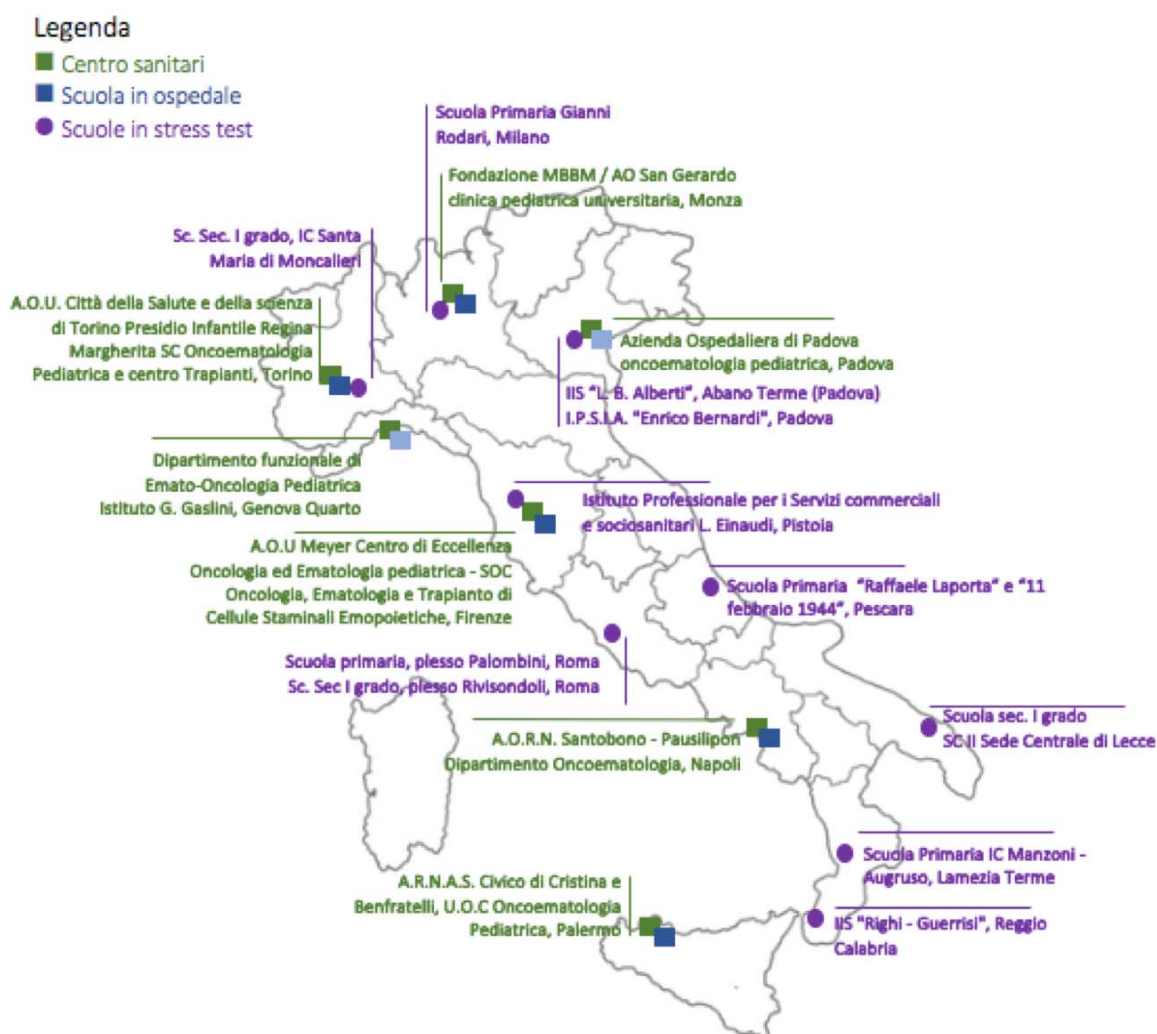 Legenda
Centro sanitari
Scuola in ospedale
Scuole in stress test
Scuola Primaria Gianni
Rodari, Milano
Fondazione MBBM / AO San Gerardo
clinica pediatrica universitaria, Monza
Sc. Sec. I grado, IC Santa
Maria di Moncalieri
A.O.U. Città della Salute e della scienza
di Torino Presidio Infantile Regina
Margherita SC Oncoematologia
Pediatrica e centro Trapianti, Torino
Azienda Ospedaliera di Padova
oncoematologia pediatrica, Padova
IIS "L. B. Alberti", Abano Terme (Padova)
I.P.S.I.A. "Enrico Bernardi", Padova
Dipartimento funzionale di
Emato-Oncologia Pediatrica
Istituto G. Gaslini, Genova Quarto
Istituto Professionale per i Servizi commerciali
e sociosanitari L. Einaudi, Pistoia
A.O.U Meyer Centro di Eccellenza
Oncologia ed Ematologia pediatrica - SOC
Oncologia, Ematologia e Trapianto di
Cellule Staminali Emopoietiche, Firenze
Scuola Primaria "Raffaele Laporta" e "11
febbraio 1944", Pescara
Scuola primaria, plesso Palombini, Roma
Sc. Sec I grado, plesso Rivisondoli, Roma
Scuola sec. I grado
SC II Sede Centrale di Lecce
A.O.R.N. Santobono - Pausilipon
Dipartimento Oncoematologia, Napoli
Scuola Primaria IC Manzoni -
Augruso, Lamezia Terme
A.R.N.A.S. Civico di Cristina e
Benfratelli, U.O.C Oncoematologia
Pediatrica, Palermo
IIS "Righi - Guerrisi", Reggio
Calabria